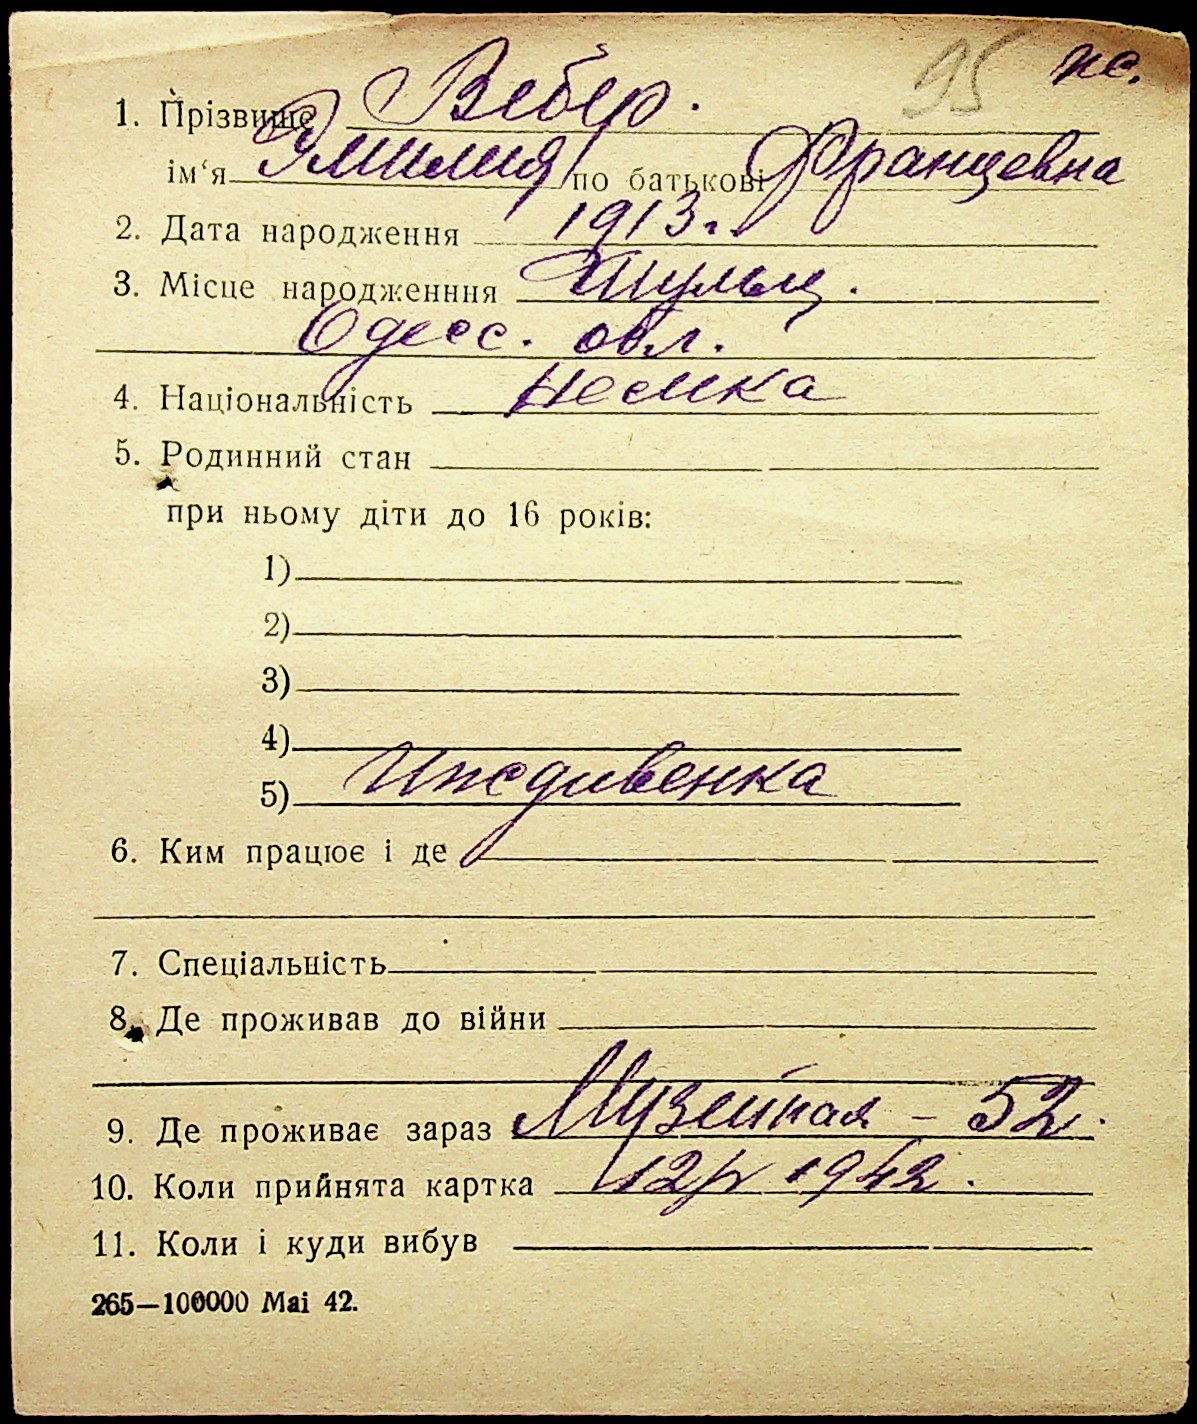 95 же.
1. Прізвище Вебер.
ім‘я Эмилия по батькові Францевна
2. Дата народження 1913 г.
3. Місце народженння Шульц.
Одесс. обл.
4. Національність Немка
5. Родинний стан
при ньому діти до 16 років:
1)
2)
3)
4)
5) Иждивенка
6. Ким працює і де
7. Спеціальність
8. Де проживав до війни
9. Де проживає зараз Музейная – 52.
10. Коли прийнята картка 1942.
11. Коли і куди вибув
265—100000 Маі 42.